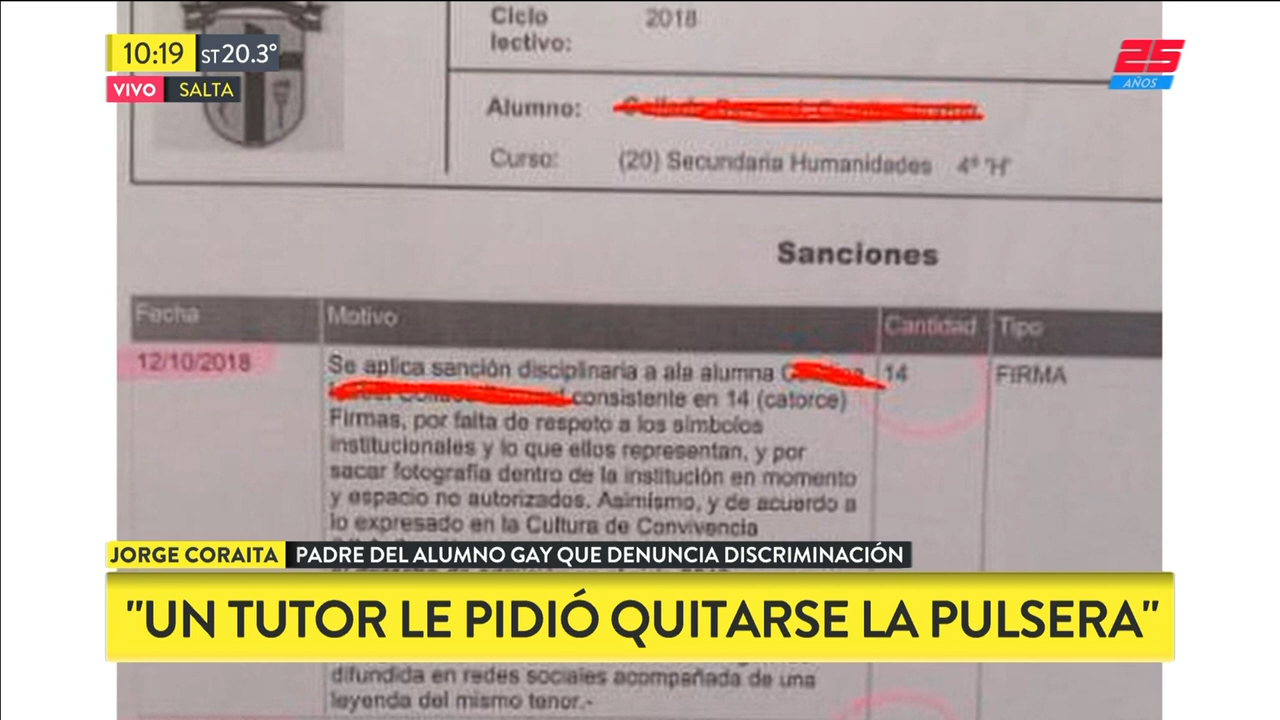 10:19 ST 20.3°
VIVO SALTA
25
AÑOS
Ciclo 2018
lectivo:
Alumno:
Curso: (20) Secundaria Humanidades 4º "H"
Sanciones
Fecha Motivo Cantidad Tipo
12/10/2018 Se aplica sanción disciplinaria a ala alumna 14 FIRMA
consistente en 14 (catorce)
Firmas, por falta de respeto a los símbolos
institucionales y lo que ellos representan, y por
sacar fotografía dentro de la institución en momento
y espacio no autorizados. Asimismo, y de acuerdo a
lo expresado en la Cultura de Convivencia
JORGE CORAITA PADRE DEL ALUMNO GAY QUE DENUNCIA DISCRIMINACIÓN
"UN TUTOR LE PIDIÓ QUITARSE LA PULSERA"
difundida en redes sociales acompañada de una
leyenda del mismo tenor.-